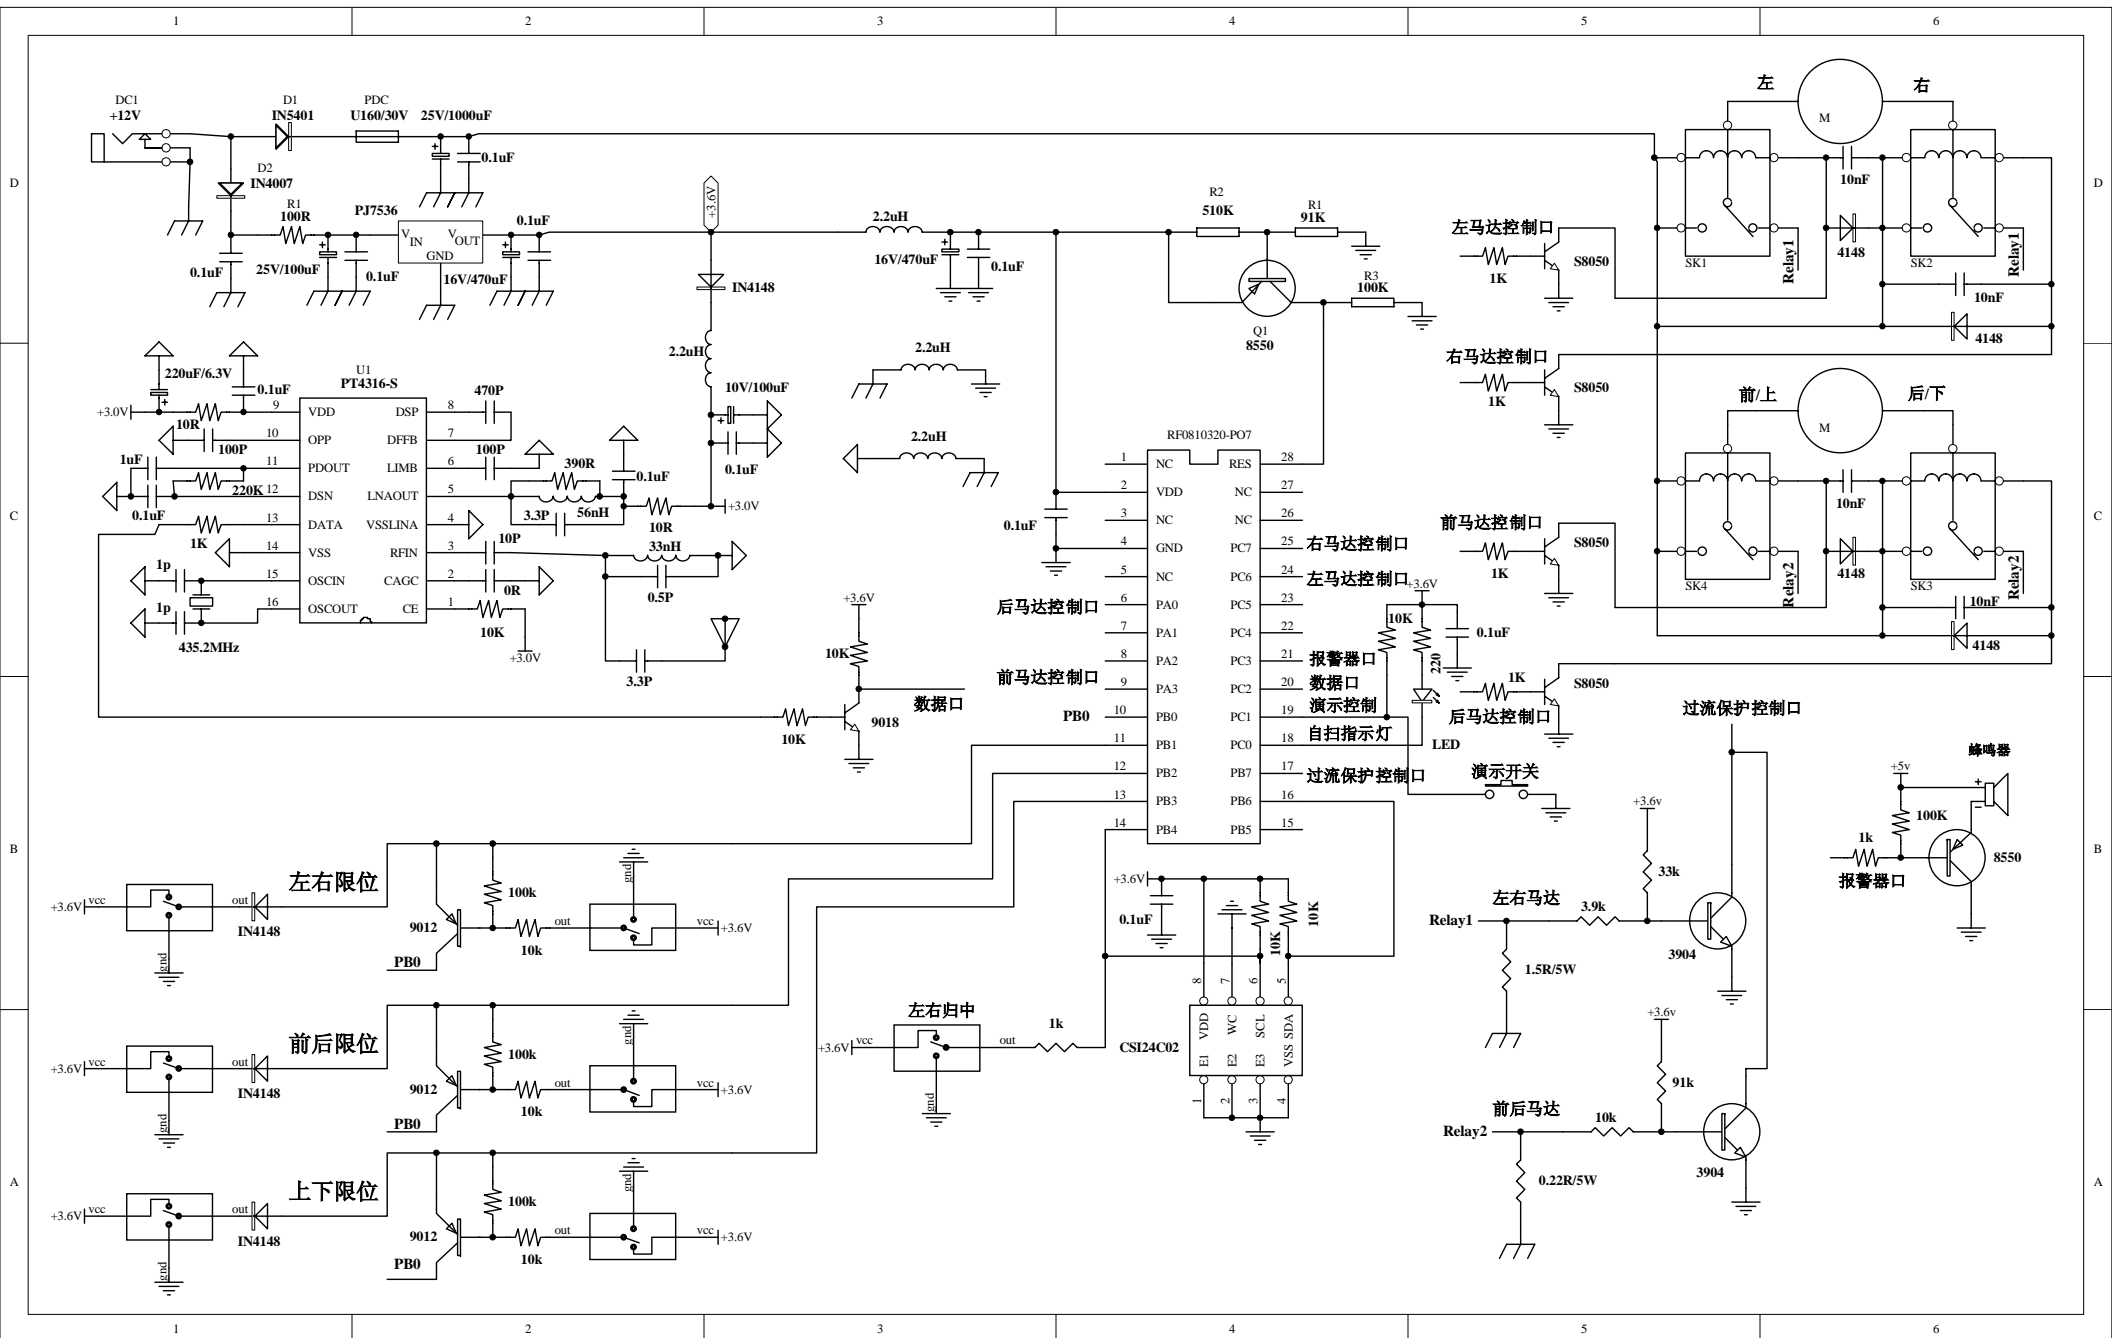 1 2 3 4 5 6
D
C
B
A
DC1
+12V
D1
IN5401
PDC
U160/30V
25V/1000uF
0.1uF
D2
IN4007
R1
100R
PJ7536
VIN
VOUT
GND
0.1uF
0.1uF
25V/100uF
0.1uF
16V/470uF
+3.6V
IN4148
2.2uH
10V/100uF
0.1uF
+3.0V
2.2uH
16V/470uF
0.1uF
2.2uH
2.2uH
R2
510K
R1
91K
R3
100K
Q1
8550
左马达控制口
1K
S8050
右马达控制口
1K
S8050
前马达控制口
1K
S8050
1K
S8050
后马达控制口
左
右
M
SK1
Relay1
10nF
4148
SK2
Relay1
10nF
4148
前/上
后/下
M
SK4
Relay2
10nF
4148
SK3
Relay2
10nF
4148
220uF/6.3V
0.1uF
U1
PT4316-S
+3.0V
10R
100P
1uF
220K
0.1uF
1K
1p
1p
435.2MHz
9 VDD DSP 8
10 OPP DFFB 7
11 PDOUT LIMB 6
12 DSN LNAOUT 5
13 DATA VSSLINA 4
14 VSS RFIN 3
15 OSCIN CAGC 2
16 OSCOUT CE 1
470P
100P
390R
0.1uF
56nH
3.3P
10R
10P
33nH
0.5P
0R
10K
+3.0V
3.3P
+3.6V
10K
数据口
9018
10K
RF0810320-PO7
1 NC RES 28
2 VDD NC 27
3 NC NC 26
4 GND PC7 25 右马达控制口
5 NC PC6 24 左马达控制口
后马达控制口 6 PA0 PC5 23
7 PA1 PC4 22
8 PA2 PC3 21 报警器口
前马达控制口 9 PA3 PC2 20 数据口
PB0 10 PB0 PC1 19 演示控制
11 PB1 PC0 18 自扫指示灯
12 PB2 PB7 17 过流保护控制口
13 PB3 PB6 16
14 PB4 PB5 15
0.1uF
+3.6V
10K
220
0.1uF
LED
演示开关
过流保护控制口
+3.6v
33k
左右马达
Relay1
3.9k
1.5R/5W
3904
+3.6v
91k
前后马达
Relay2
10k
0.22R/5W
3904
蜂鸣器
+5v
+
−
100K
1k
报警器口
8550
+3.6V
0.1uF
10K
10K
8 7 6 5
VDD WC SCL SDA
CSI24C02
E1 E2 E3 VSS
1 2 3 4
左右归中
+3.6V
vcc
out
gnd
1k
左右限位
+3.6V
vcc
out
gnd
IN4148
9012
PB0
100k
10k
out
gnd
vcc
+3.6V
前后限位
+3.6V
vcc
out
gnd
IN4148
9012
PB0
100k
10k
out
gnd
vcc
+3.6V
上下限位
+3.6V
vcc
out
gnd
IN4148
9012
PB0
100k
10k
out
gnd
vcc
+3.6V
D
C
B
A
1 2 3 4 5 6